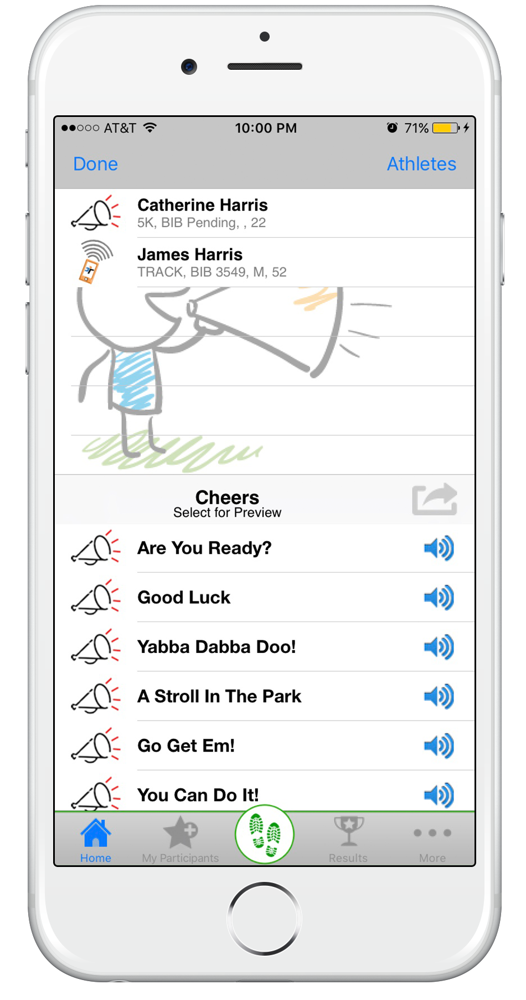 AT&T 10:00 PM 71%
Done Athletes
Catherine Harris
5K, BIB Pending, , 22
James Harris
TRACK, BIB 3549, M, 52
Cheers
Select for Preview
Are You Ready?
Good Luck
Yabba Dabba Doo!
A Stroll In The Park
Go Get Em!
You Can Do It!
Home My Participants Results More